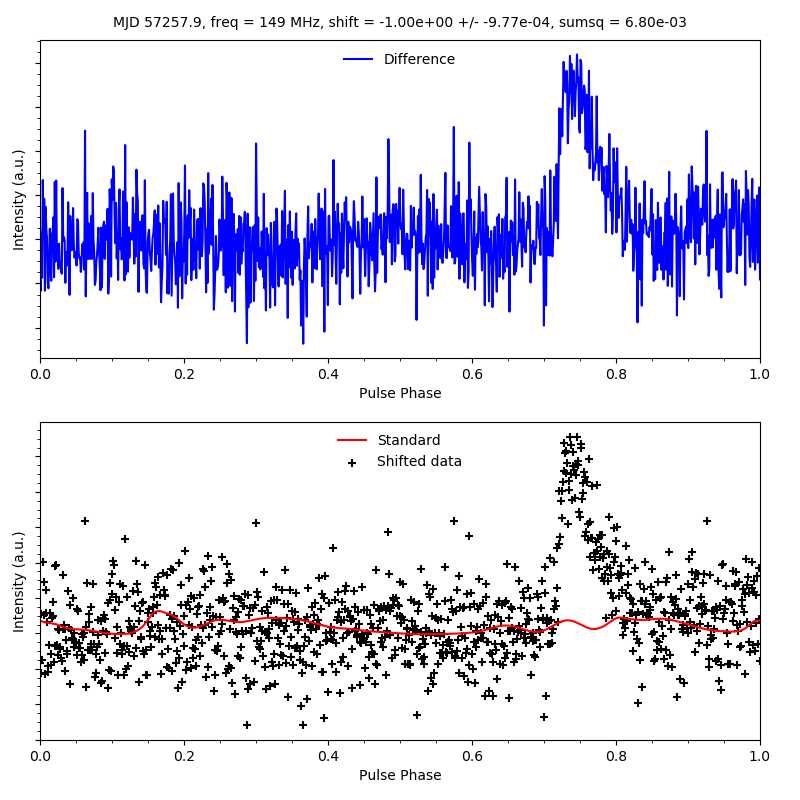 MJD 57257.9, freq = 149 MHz, shift = -1.00e+00 +/- -9.77e-04, sumsq = 6.80e-03
Difference
Intensity (a.u.)
0.0 0.2 0.4 0.6 0.8 1.0
Pulse Phase
Standard
Shifted data
Intensity (a.u.)
0.0 0.2 0.4 0.6 0.8 1.0
Pulse Phase